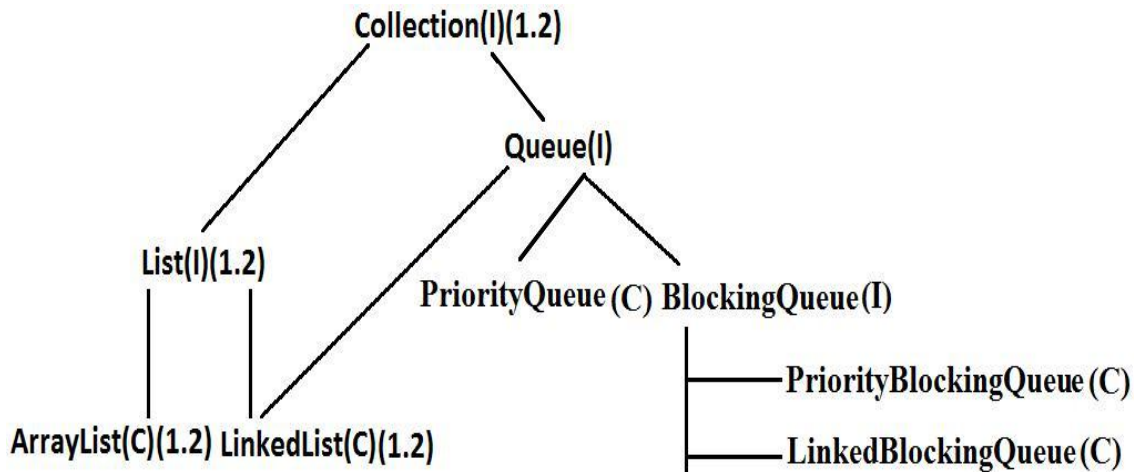 Collection(I)(1.2)
Queue(I)
List(I)(1.2)
PriorityQueue (C) BlockingQueue(I)
PriorityBlockingQueue (C)
ArrayList(C)(1.2) LinkedList(C)(1.2)
LinkedBlockingQueue (C)